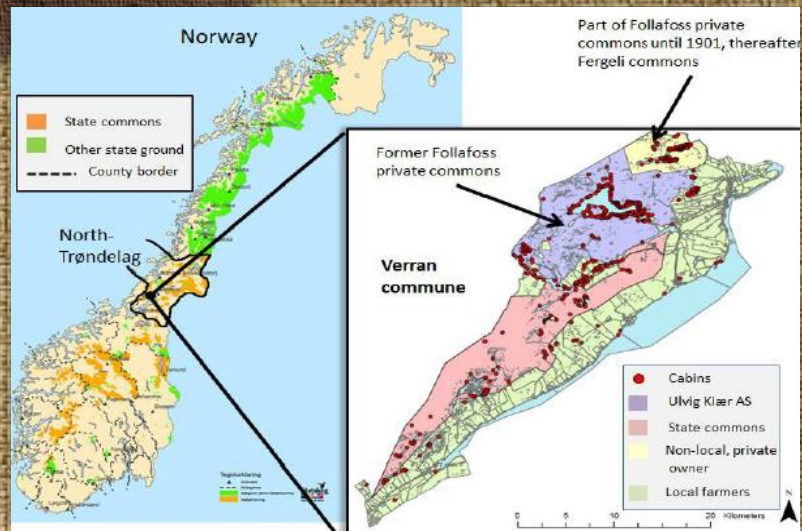 Norway
State commons
Other state ground
County border
North-
Trøndelag
Part of Follafoss private
commons until 1901, thereafter
Fergeli commons
Former Follafoss
private commons
Verran
commune
Cabins
Ulvig Kiær AS
State commons
Non-local, private
owner
Local farmers
N
0
5
10
20
Kilometers